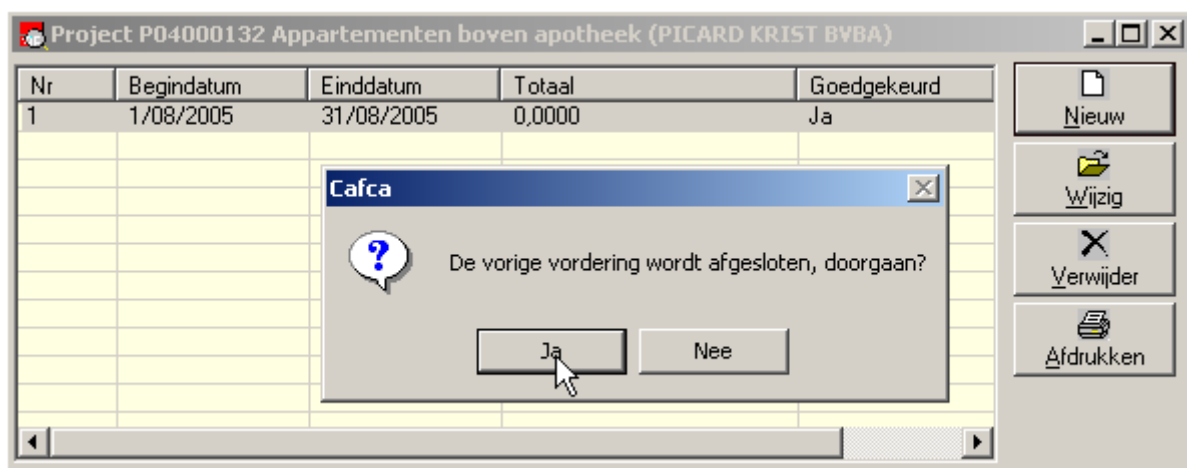 Project P04000132 Appartementen boven apotheek (PICARD KRIST BVBA)
Nr Begindatum Einddatum Totaal Goedgekeurd
1 1/08/2005 31/08/2005 0,0000 Ja
Nieuw
Wijzig
Verwijder
Afdrukken
Cafca
De vorige vordering wordt afgesloten, doorgaan?
Ja Nee